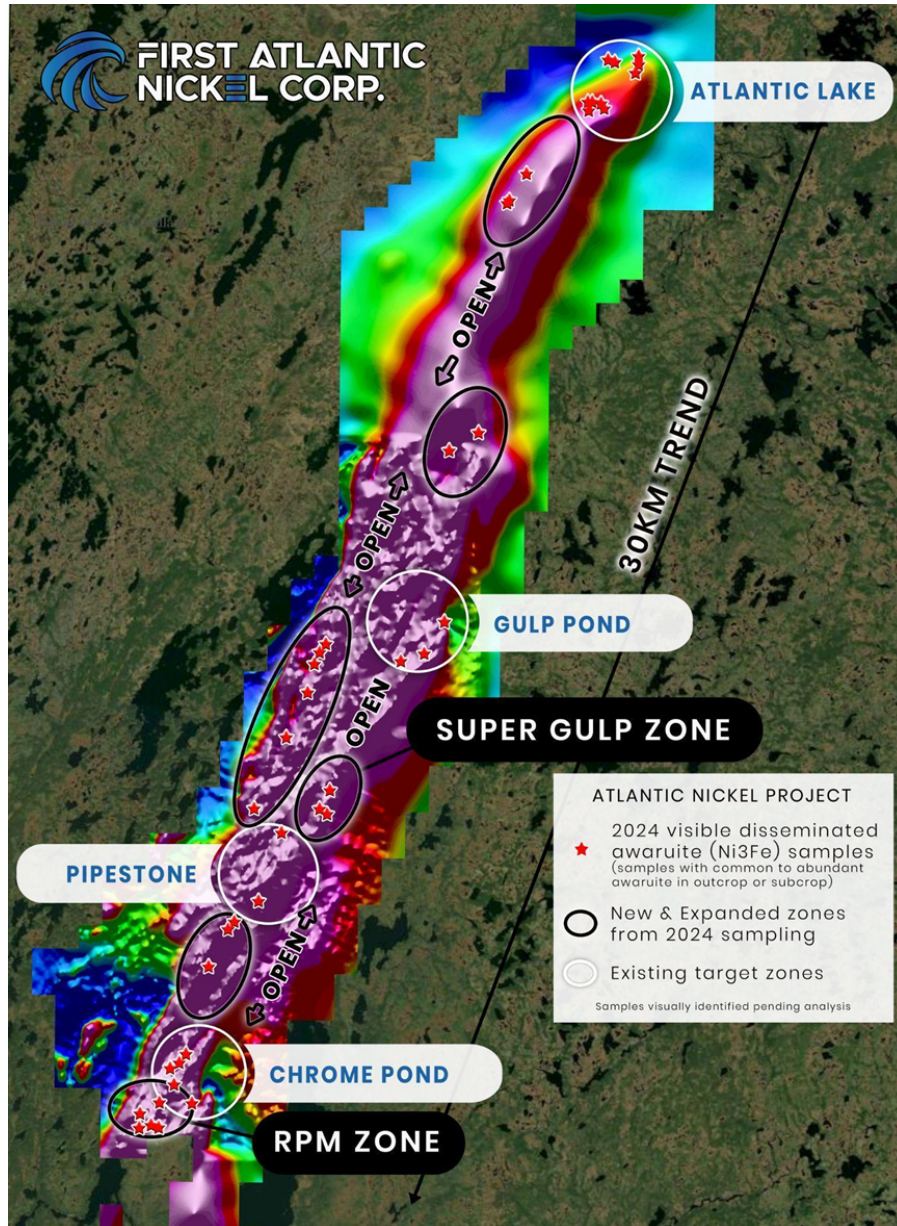 FIRST ATLANTIC
NICKEL CORP.
ATLANTIC LAKE
OPEN
30KM TREND
OPEN
GULP POND
OPEN
SUPER GULP ZONE
ATLANTIC NICKEL PROJECT
2024 visible disseminated
awaruite (Ni3Fe) samples
(samples with common to abundant
awaruite in outcrop or subcrop)
New & Expanded zones
from 2024 sampling
Existing target zones
Samples visually identified pending analysis
PIPESTONE
OPEN
CHROME POND
RPM ZONE